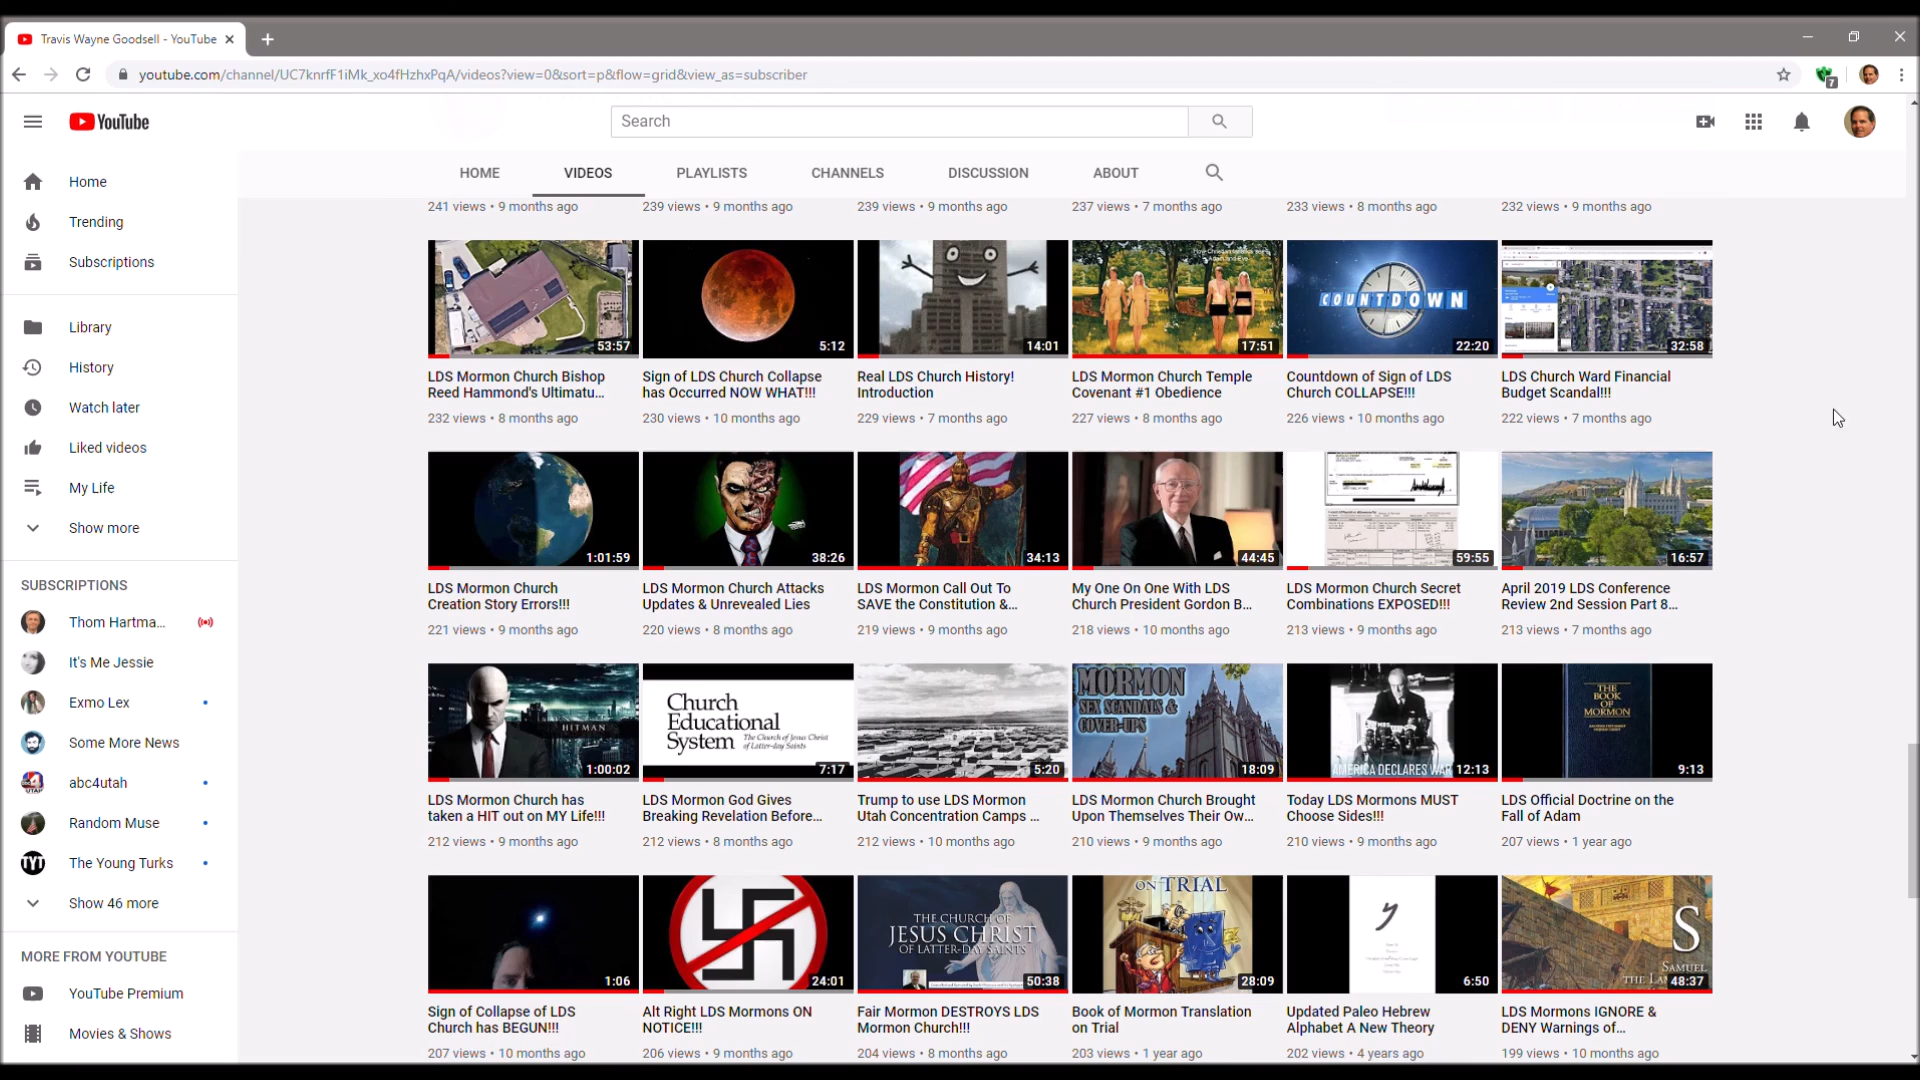 Travis Wayne Goodsell - YouTube
youtube.com/channel/UC7knrfF1iMk_xo4fHzhxPqA/videos?view=0&sort=p&flow=grid&view_as=subscriber
7
YouTube
Search
HOME VIDEOS PLAYLISTS CHANNELS DISCUSSION ABOUT
Home
Trending
Subscriptions
Library
History
Watch later
Liked videos
My Life
Show more
SUBSCRIPTIONS
Thom Hartma...
It's Me Jessie
Exmo Lex
Some More News
abc4utah
Random Muse
TYT The Young Turks
Show 46 more
MORE FROM YOUTUBE
YouTube Premium
Movies & Shows
241 views • 9 months ago
239 views • 9 months ago
239 views • 9 months ago
237 views • 7 months ago
233 views • 8 months ago
232 views • 9 months ago
53:57
LDS Mormon Church Bishop
Reed Hammond's Ultimatu...
232 views • 8 months ago
5:12
Sign of LDS Church Collapse
has Occurred NOW WHAT!!!
230 views • 10 months ago
14:01
Real LDS Church History!
Introduction
229 views • 7 months ago
17:51
LDS Mormon Church Temple
Covenant #1 Obedience
227 views • 8 months ago
COUNTDOWN
22:20
Countdown of Sign of LDS
Church COLLAPSE!!!
226 views • 10 months ago
32:58
LDS Church Ward Financial
Budget Scandal!!!
222 views • 7 months ago
1:01:59
LDS Mormon Church
Creation Story Errors!!!
221 views • 9 months ago
38:26
LDS Mormon Church Attacks
Updates & Unrevealed Lies
220 views • 8 months ago
34:13
LDS Mormon Call Out To
SAVE the Constitution &...
219 views • 9 months ago
44:45
My One On One With LDS
Church President Gordon B...
218 views • 10 months ago
59:55
LDS Mormon Church Secret
Combinations EXPOSED!!!
213 views • 9 months ago
16:57
April 2019 LDS Conference
Review 2nd Session Part 8...
213 views • 7 months ago
HITMAN
1:00:02
LDS Mormon Church has
taken a HIT out on MY Life!!!
212 views • 9 months ago
Church
Educational
System
The Church of Jesus Christ
of Latter-day Saints
7:17
LDS Mormon God Gives
Breaking Revelation Before...
212 views • 8 months ago
5:20
Trump to use LDS Mormon
Utah Concentration Camps ...
212 views • 10 months ago
MORMON
SEX SCANDALS &
COVER-UPS
18:09
LDS Mormon Church Brought
Upon Themselves Their Ow...
210 views • 9 months ago
AMERICA DECLARES WAR
12:13
Today LDS Mormons MUST
Choose Sides!!!
210 views • 9 months ago
THE
BOOK
OF
MORMON
9:13
LDS Official Doctrine on the
Fall of Adam
207 views • 1 year ago
1:06
Sign of Collapse of LDS
Church has BEGUN!!!
207 views • 10 months ago
24:01
Alt Right LDS Mormons ON
NOTICE!!!
206 views • 9 months ago
THE CHURCH OF
JESUS CHRIST
OF LATTER-DAY SAINTS
50:38
Fair Mormon DESTROYS LDS
Mormon Church!!!
204 views • 8 months ago
ON TRIAL
28:09
Book of Mormon Translation
on Trial
203 views • 1 year ago
6:50
Updated Paleo Hebrew
Alphabet A New Theory
202 views • 4 years ago
S
SAMUEL
THE LA
48:37
LDS Mormons IGNORE &
DENY Warnings of...
199 views • 10 months ago